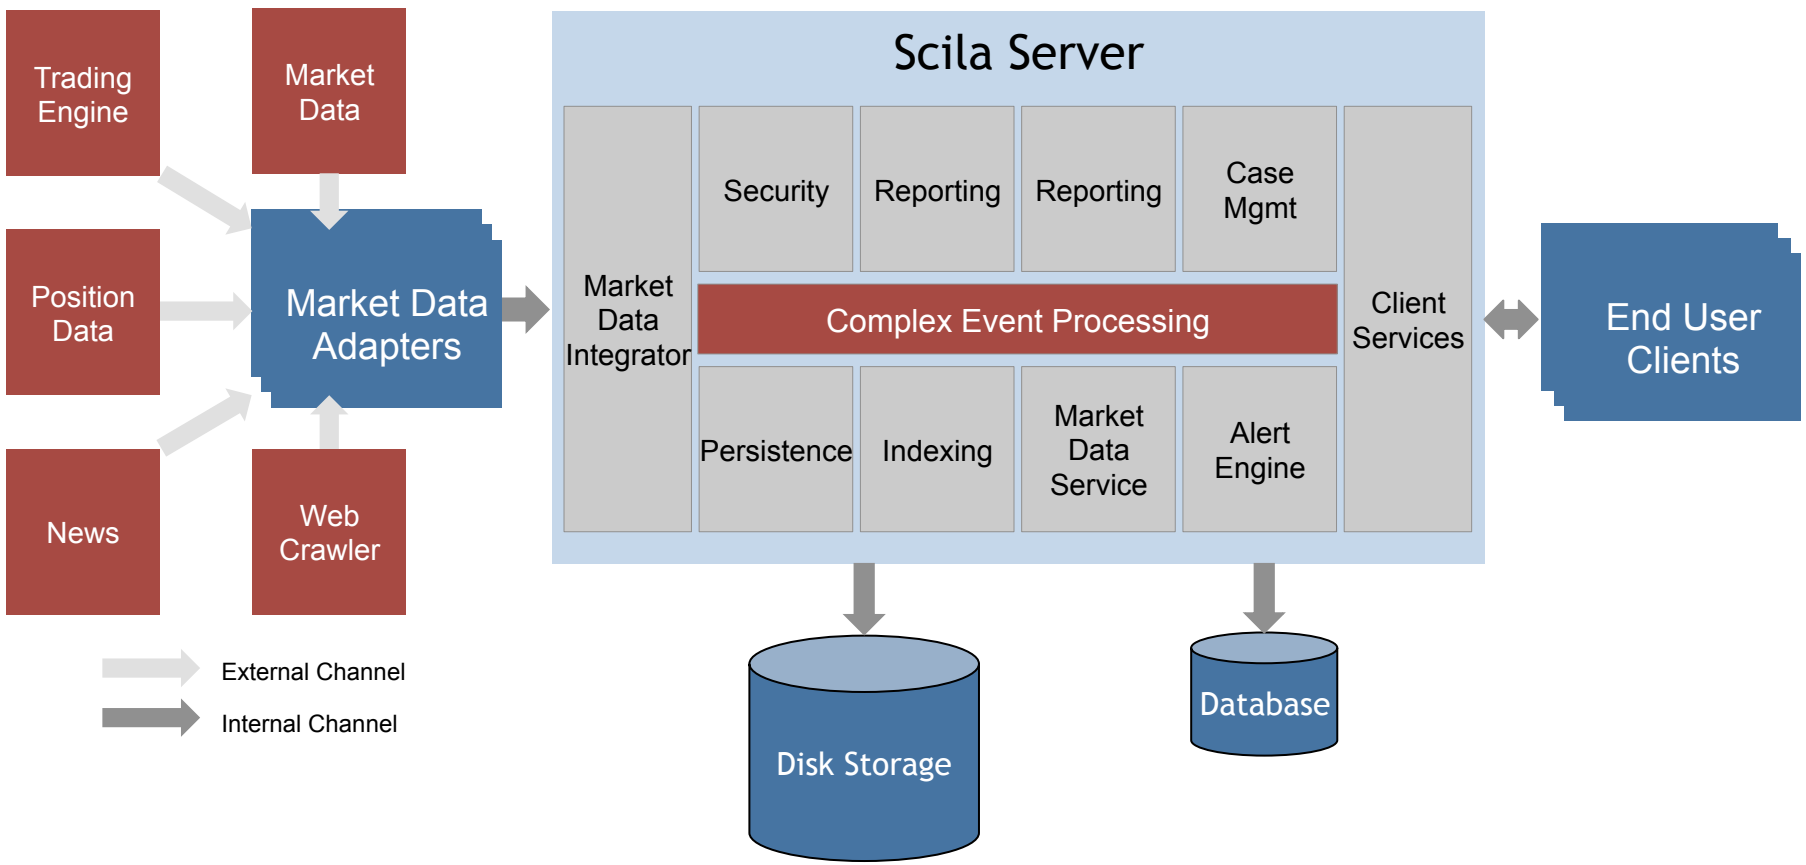 Scila Server
Trading
Engine
Market
Data
Position
Data
Market Data
Adapters
News
Web
Crawler
External Channel
Internal Channel
Market
Data
Integrator
Security
Reporting
Reporting
Case
Mgmt
Complex Event Processing
Persistence
Indexing
Market
Data
Service
Alert
Engine
Client
Services
End User
Clients
Disk Storage
Database